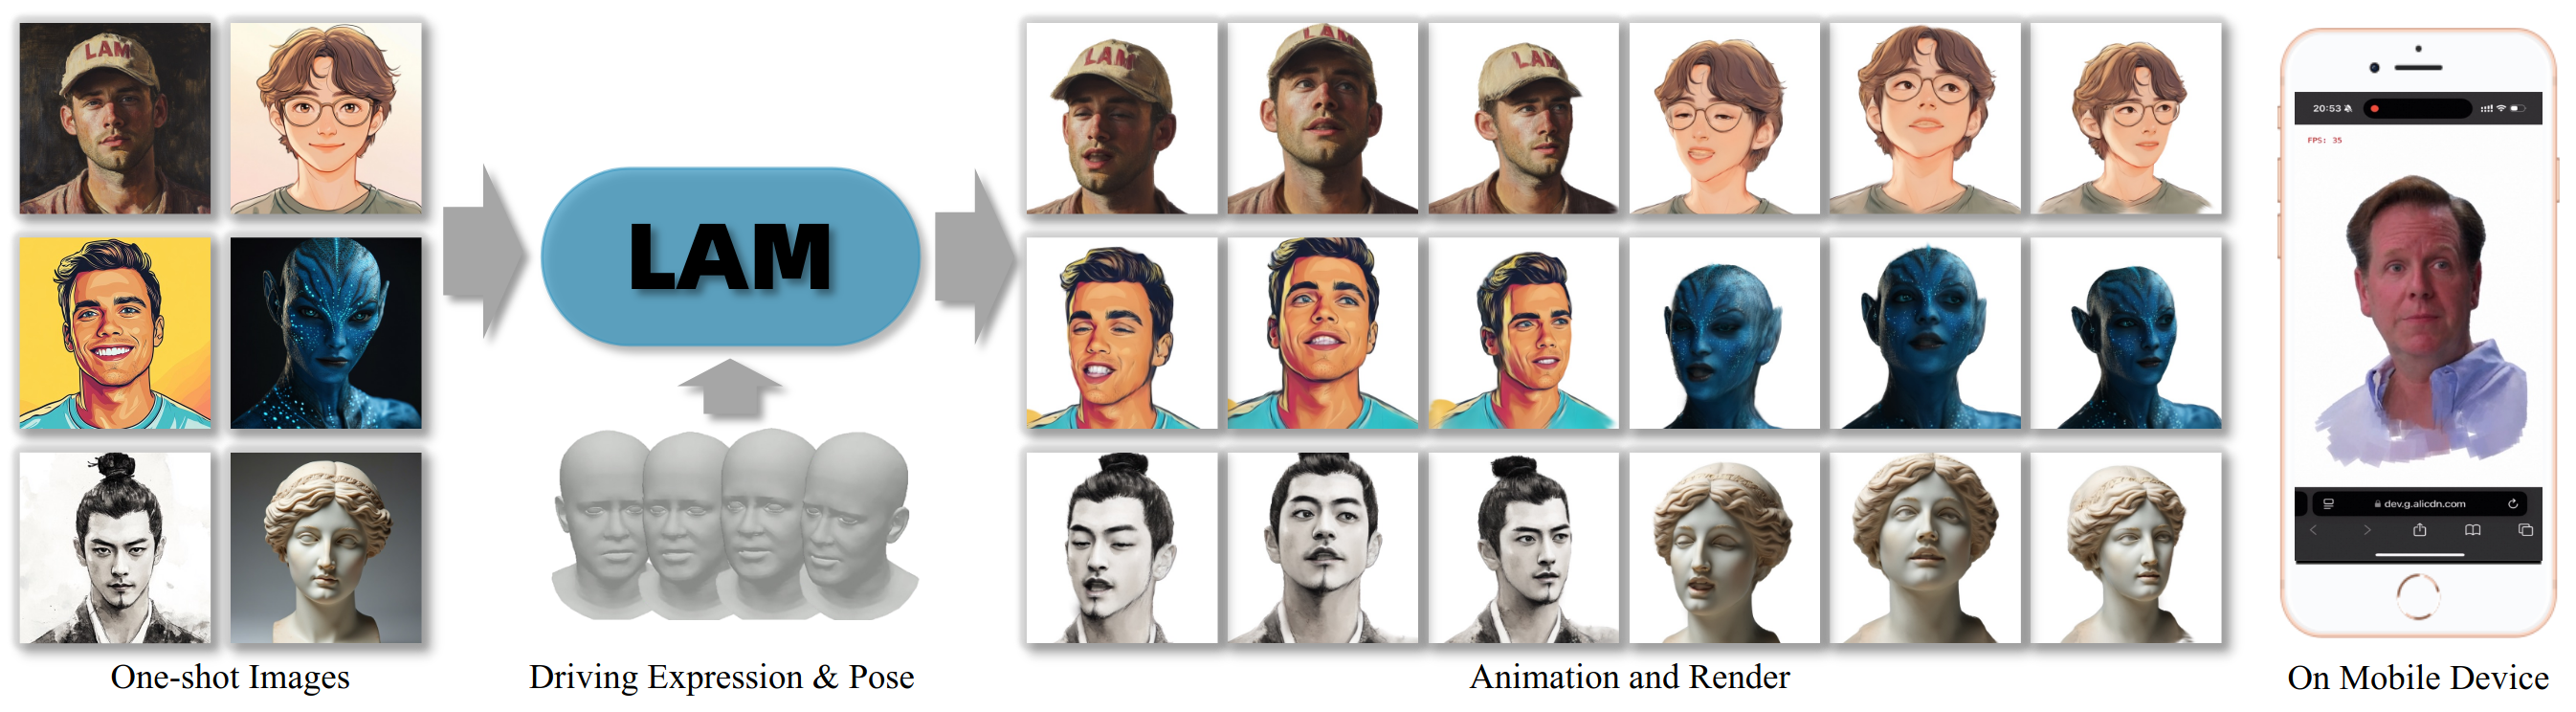 LAM
LAM
LAM
LAM
LAM
20:53
FPS: 35
dev.g.alicdn.com
One-shot Images
Driving Expression & Pose
Animation and Render
On Mobile Device